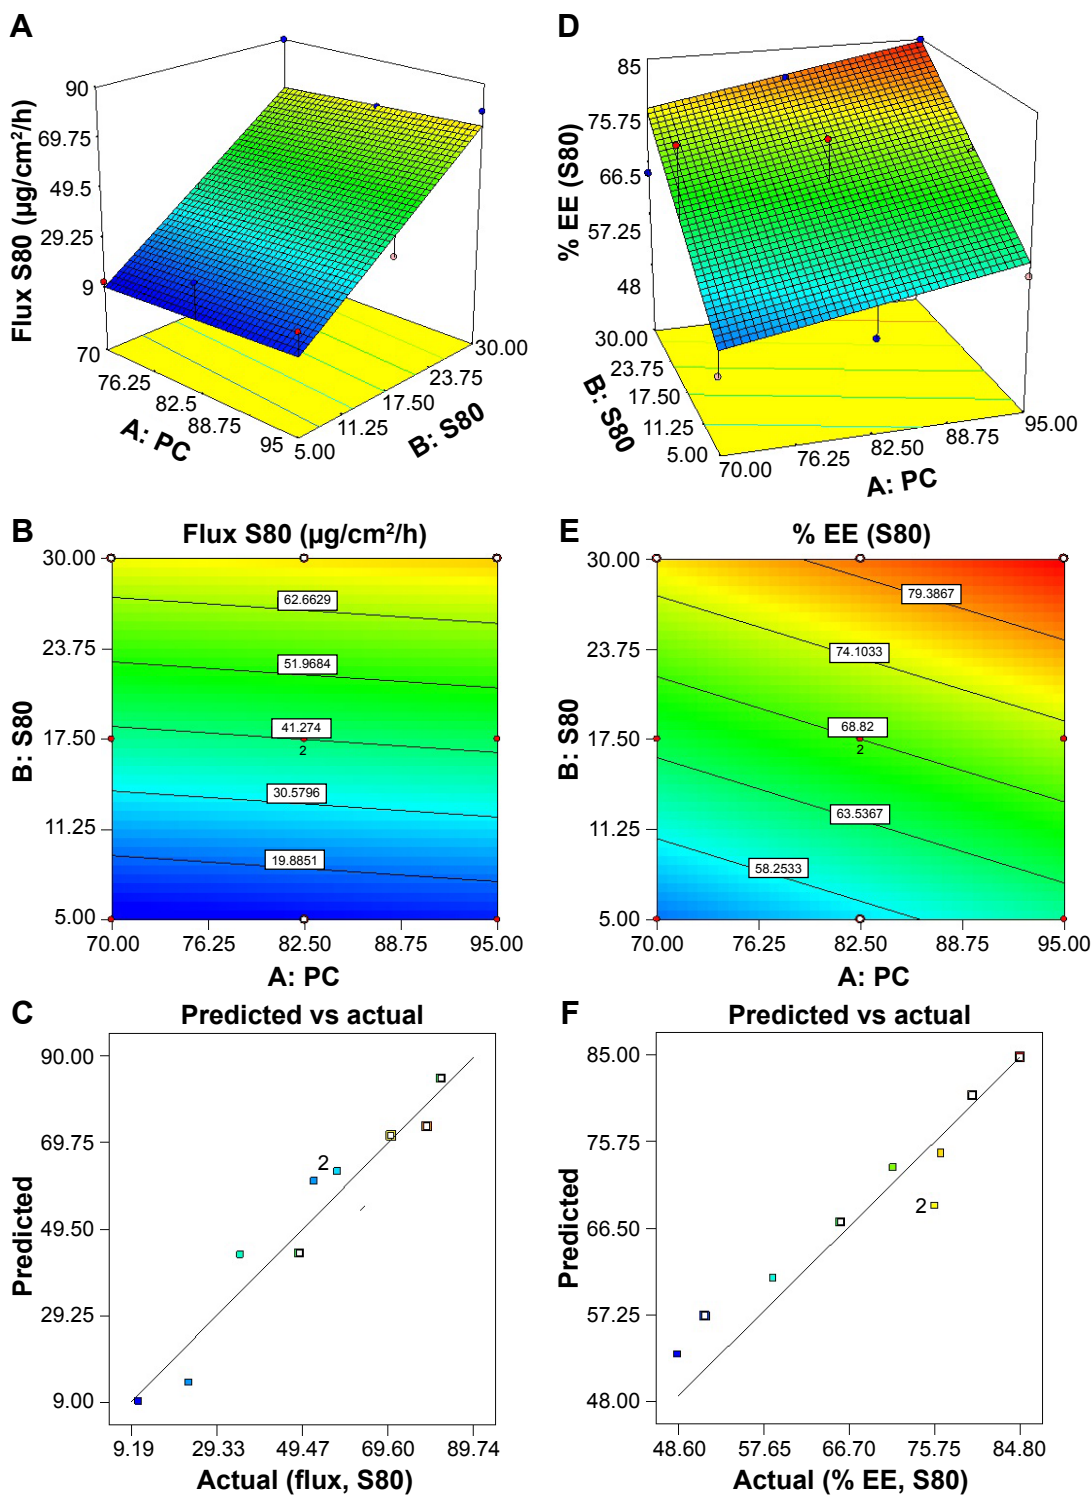 A
90
69.75
49.5
29.25
9
Flux S80 (µg/cm²/h)
70
76.25
82.5
88.75
95
A: PC
5.00
11.25
17.50
23.75
30.00
B: S80
D
85
75.75
66.5
57.25
48
% EE (S80)
30.00
23.75
17.50
11.25
5.00
B: S80
70.00
76.25
82.50
88.75
95.00
A: PC
B
Flux S80 (µg/cm²/h)
30.00
23.75
17.50
11.25
5.00
B: S80
62.6629
51.9684
41.274
2
30.5796
19.8851
70.00 76.25 82.50 88.75 95.00
A: PC
E
% EE (S80)
30.00
23.75
17.50
11.25
5.00
B: S80
79.3867
74.1033
68.82
2
63.5367
58.2533
70.00 76.25 82.50 88.75 95.00
A: PC
C
Predicted vs actual
90.00
69.75
49.50
29.25
9.00
Predicted
2
9.19 29.33 49.47 69.60 89.74
Actual (flux, S80)
F
Predicted vs actual
85.00
75.75
66.50
57.25
48.00
Predicted
2
48.60 57.65 66.70 75.75 84.80
Actual (% EE, S80)